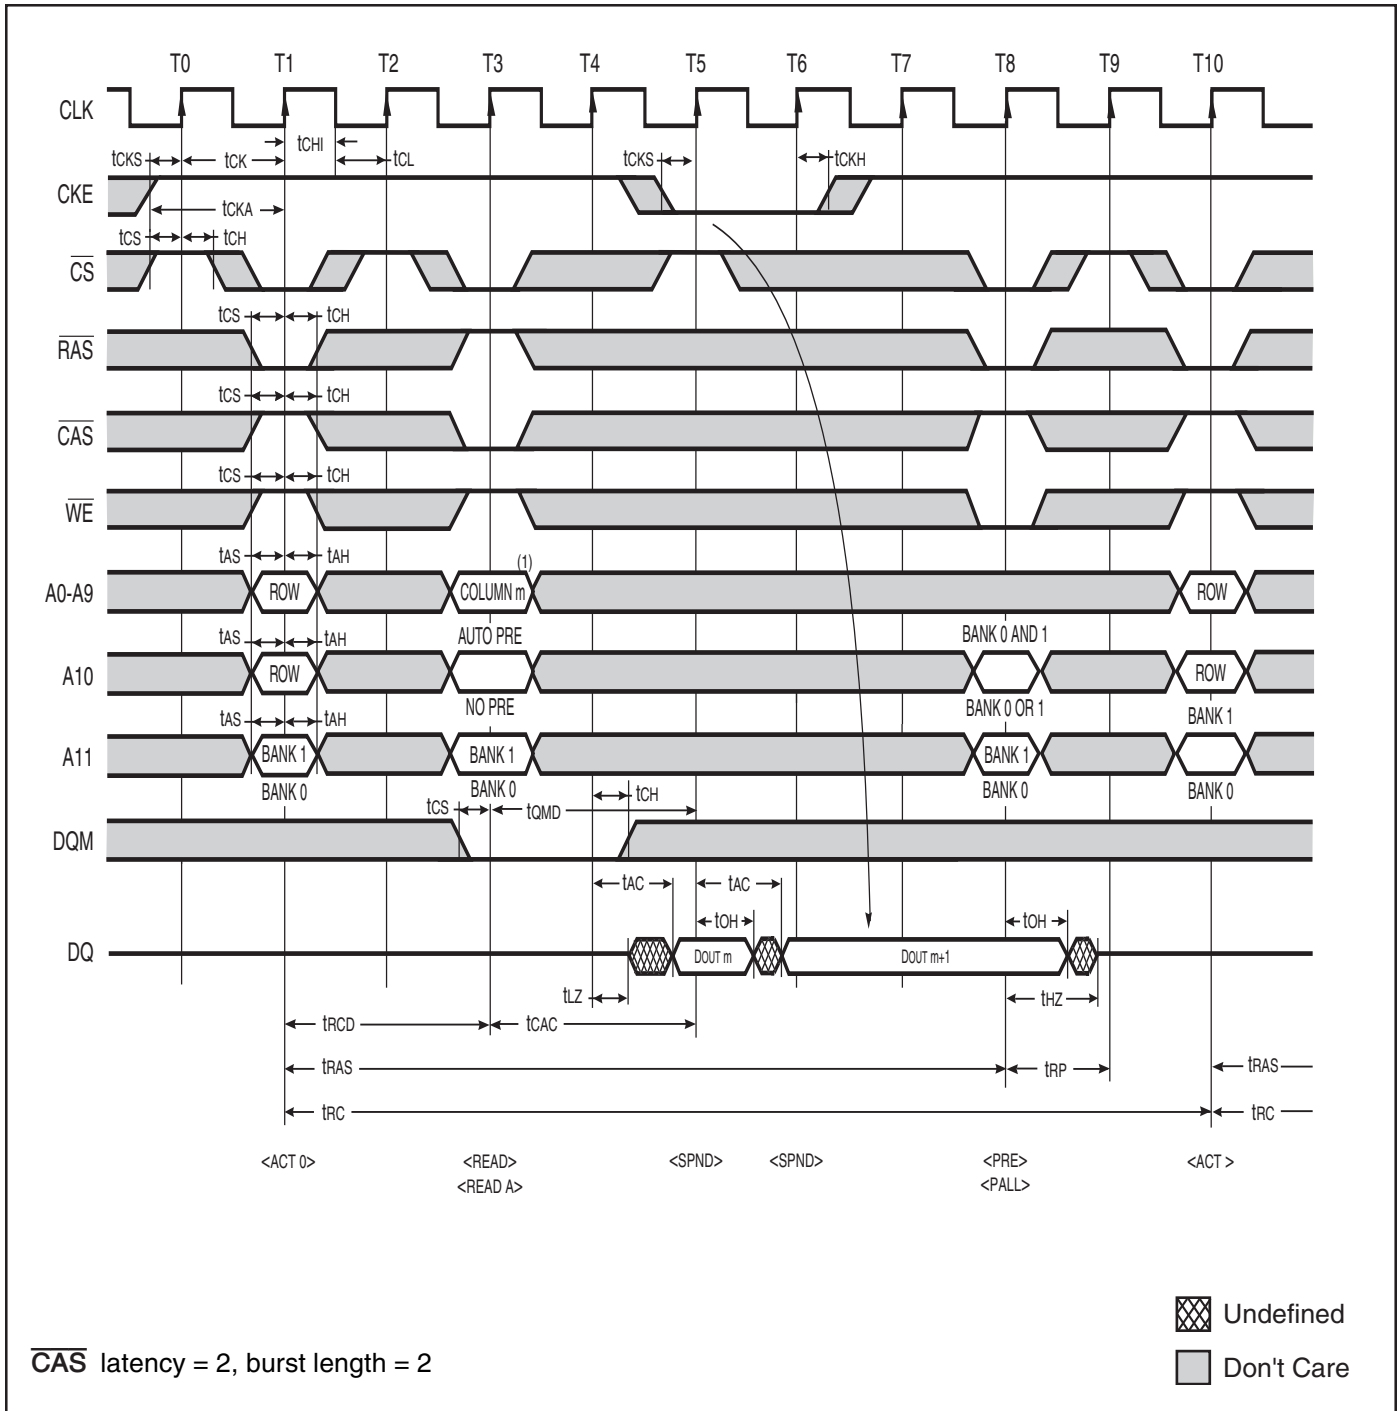 T0 T1 T2 T3 T4 T5 T6 T7 T8 T9 T10
CLK
tCHI
tCKS tCK tCL tCKS tCKH
CKE
tCKA
tCS tCH
CS
tCS tCH
RAS
tCS tCH
CAS
tCS tCH
WE
tAS tAH (1)
A0-A9 ROW COLUMN m ROW
tAS tAH AUTO PRE BANK 0 AND 1
A10 ROW ROW
NO PRE BANK 0 OR 1 BANK 1
tAS tAH
A11 BANK 1 BANK 1 BANK 1
BANK 0 BANK 0 BANK 0 BANK 0
tCS tQMD tCH
DQM
tAC tAC
tOH tOH
DQ DOUT m DOUT m+1
tLZ tHZ
tRCD tCAC
tRAS tRP tRAS
tRC tRC
<ACT 0> <READ> <SPND> <SPND> <PRE> <ACT >
<READ A> <PALL>
Undefined
CAS latency = 2, burst length = 2
Don't Care